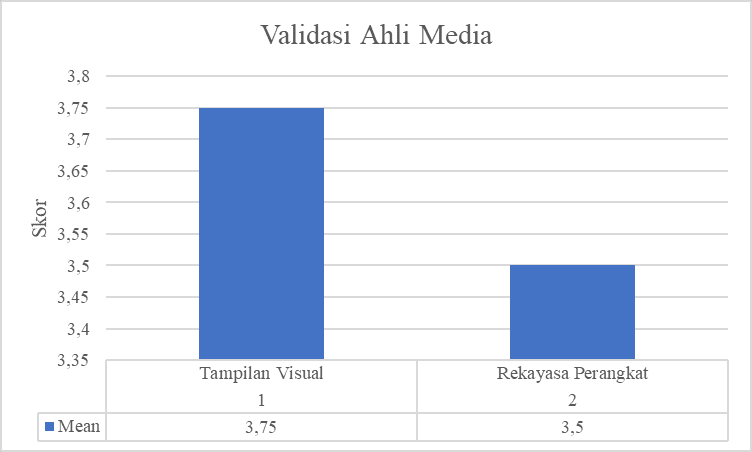 Validasi Ahli Media
3,8
3,75
3,7
3,65
3,6
3,55
3,5
3,45
3,4
3,35
Skor
Tampilan Visual Rekayasa Perangkat
1 2
Mean 3,75 3,5